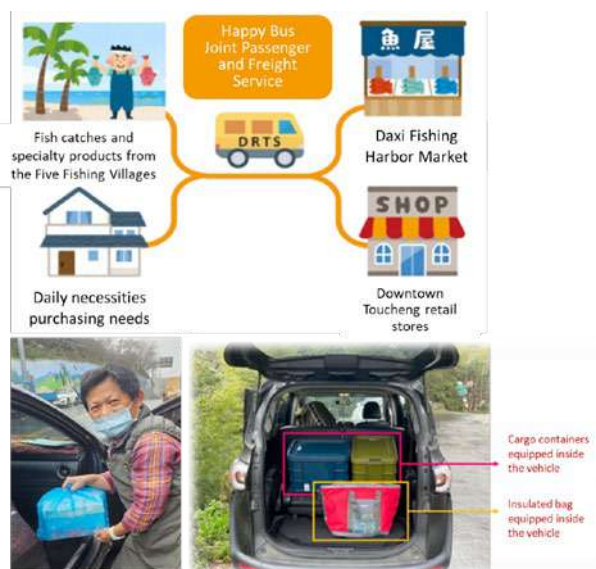 Happy Bus
Joint Passenger
and Freight
Service
魚屋
DRTS
Fish catches and
specialty products from
the Five Fishing Villages
Daxi Fishing
Harbor Market
SHOP
Daily necessities
purchasing needs
Downtown
Toucheng retail
stores
Cargo containers
equipped inside
the vehicle
Insulated bag
equipped inside
the vehicle